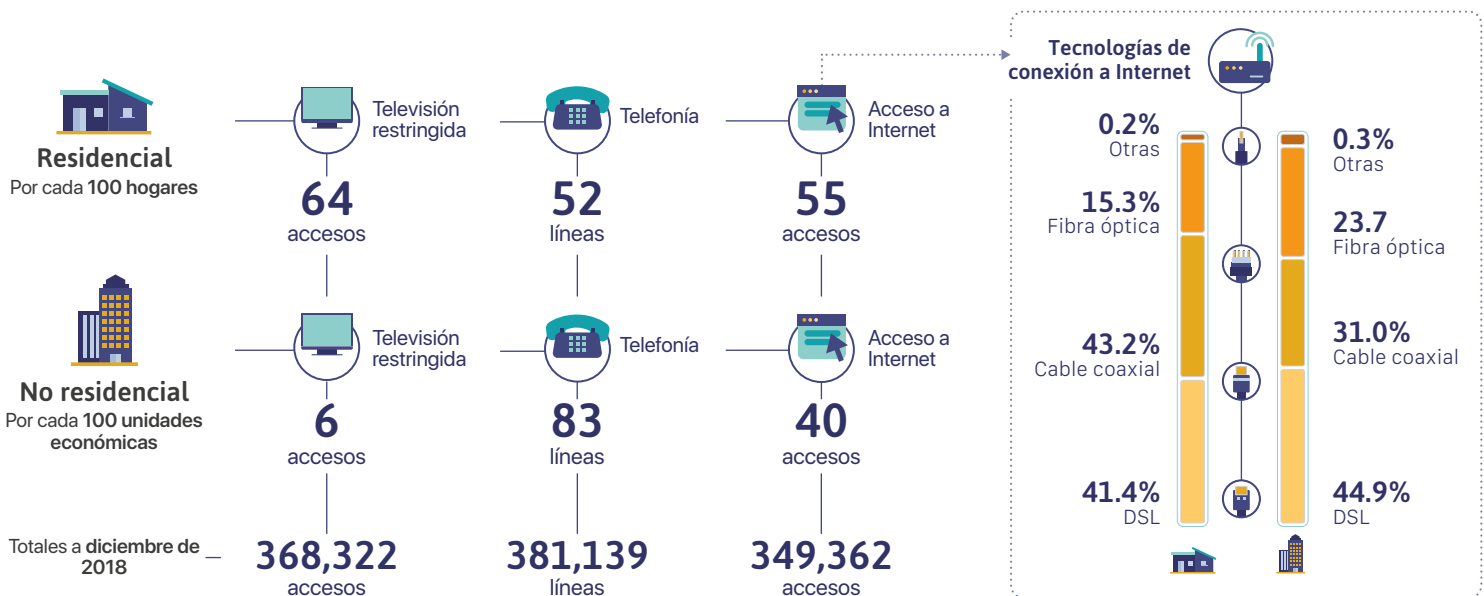 Residencial
Por cada 100 hogares
Televisión
restringida
64
accesos
Telefonía
52
líneas
Acceso a
Internet
55
accesos
No residencial
Por cada 100 unidades
económicas
Televisión
restringida
6
accesos
Telefonía
83
líneas
Acceso a
Internet
40
accesos
Totales a diciembre de
2018
368,322
accesos
381,139
líneas
349,362
accesos
Tecnologías de
conexión a Internet
0.2%
Otras
15.3%
Fibra óptica
43.2%
Cable coaxial
41.4%
DSL
0.3%
Otras
23.7
Fibra óptica
31.0%
Cable coaxial
44.9%
DSL